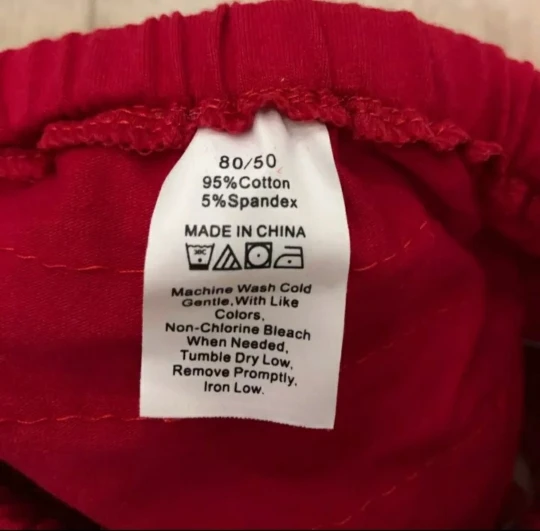 80/50
95%Cotton
5%Spandex
MADE IN CHINA
30C
Machine Wash Cold
Gentle,With Like
Colors,
Non-Chlorine Bleach
When Needed,
Tumble Dry Low,
Remove Promptly,
Iron Low.